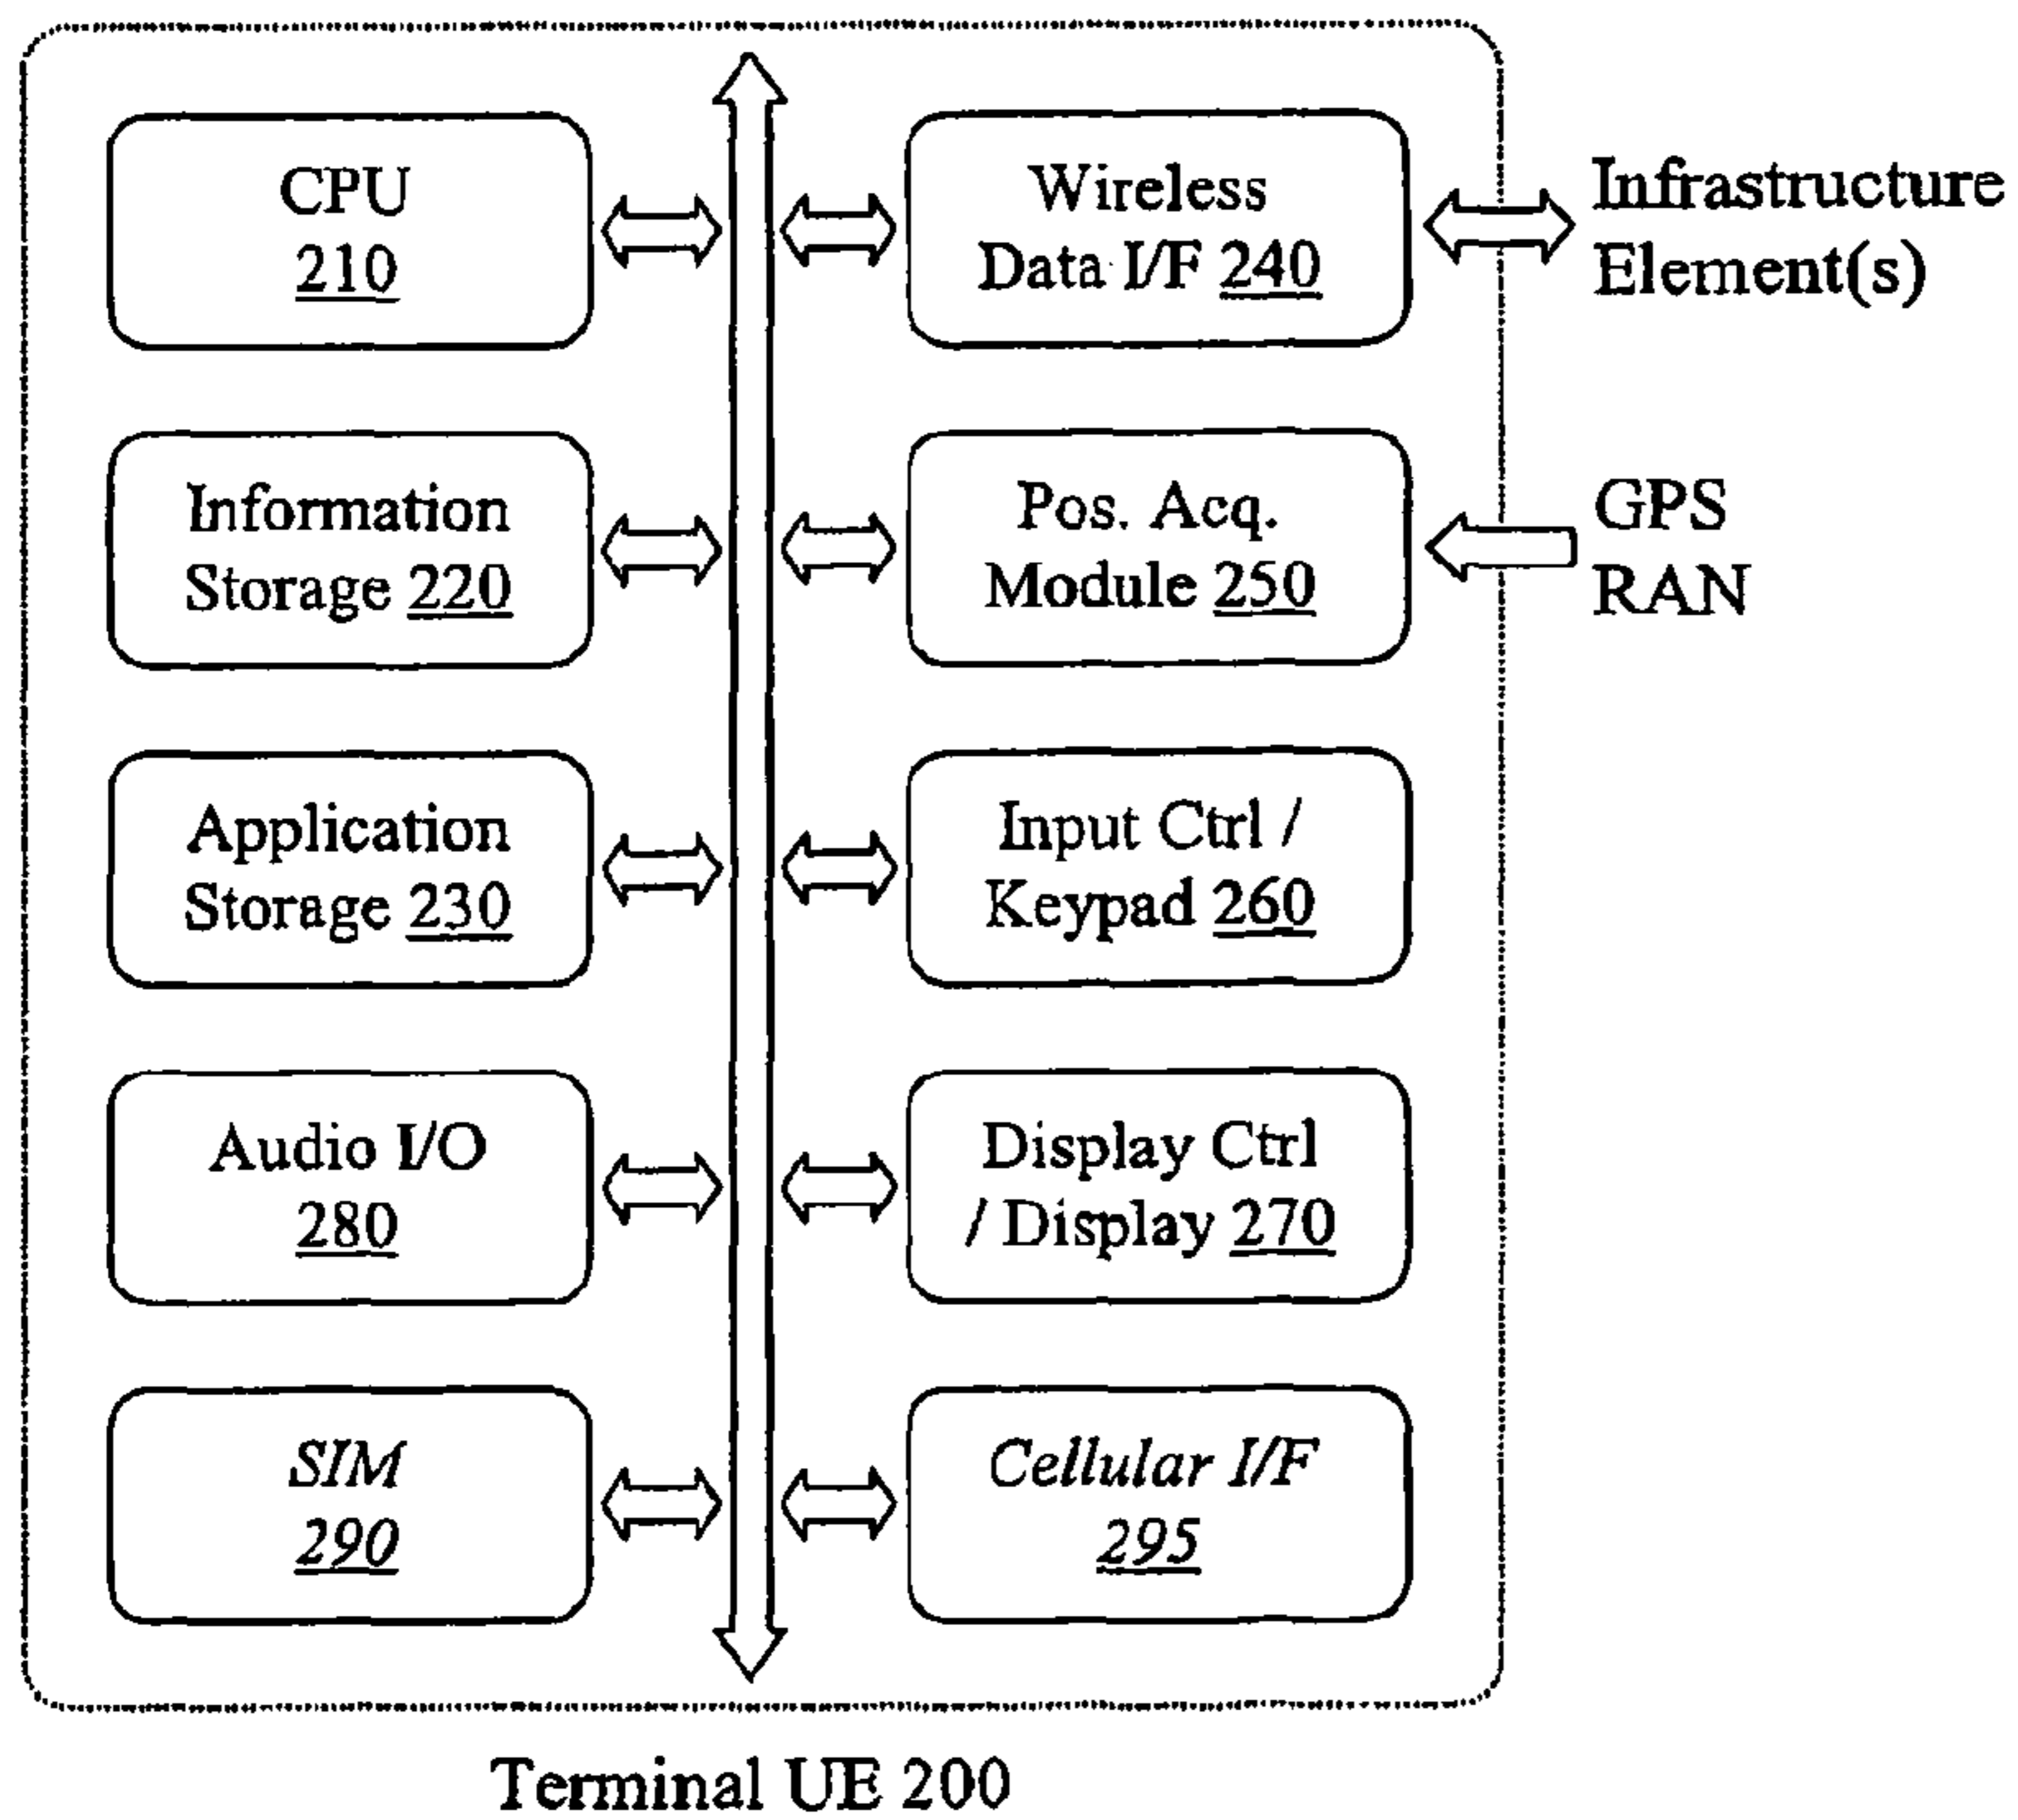 CPU
210
Wireless
Data I/F 240
Infrastructure
Element(s)
Information
Storage 220
Pos. Acq.
Module 250
GPS
RAN
Application
Storage 230
Input Ctrl /
Keypad 260
Audio I/O
280
Display Ctrl
/ Display 270
SIM
290
Cellular I/F
295
Terminal UE 200